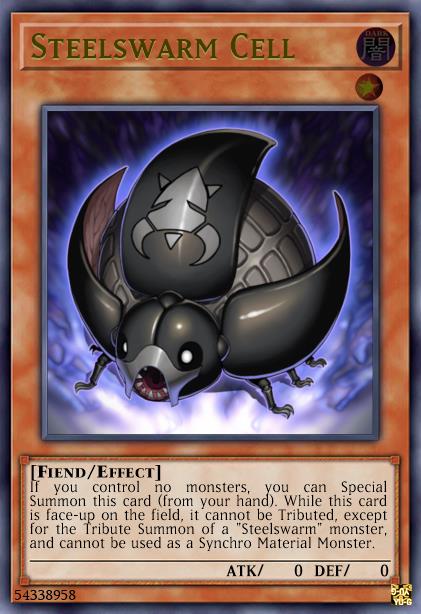 Steelswarm Cell
DARK
闇
[Fiend/Effect]
If you control no monsters, you can Special
Summon this card (from your hand). While this card
is face-up on the field, it cannot be Tributed, except
for the Tribute Summon of a "Steelswarm" monster,
and cannot be used as a Synchro Material Monster.
ATK/ 0 DEF/ 0
54338958